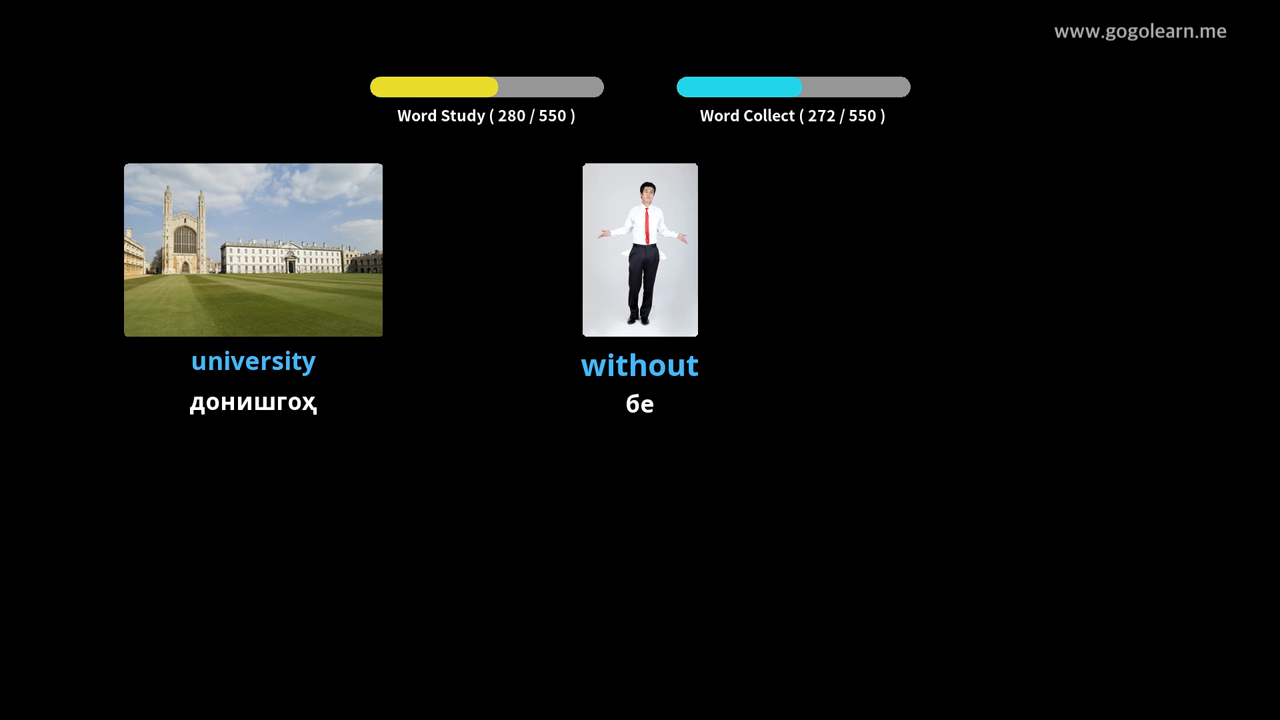 www.gogolearn.me
Word Study ( 280 / 550 )
Word Collect ( 272 / 550 )
university
донишгоҳ
without
бе